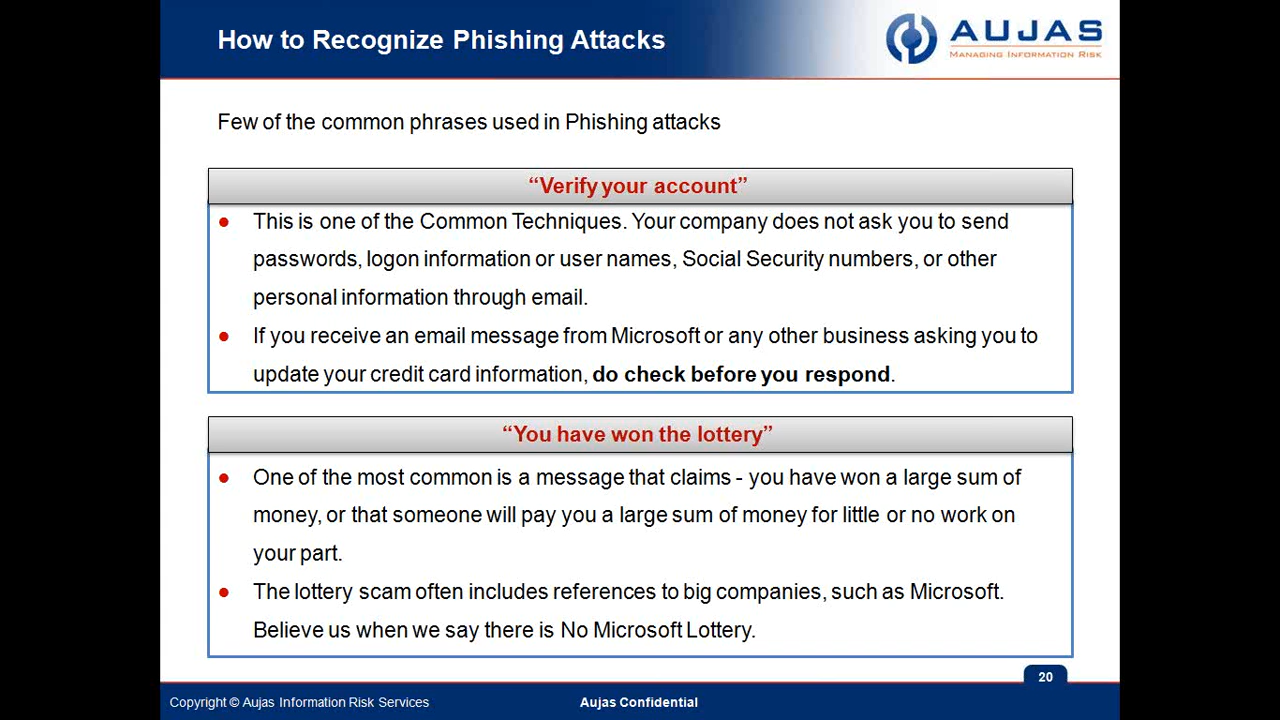 How to Recognize Phishing Attacks
AUJAS
MANAGING INFORMATION RISK
Few of the common phrases used in Phishing attacks
“Verify your account”
● This is one of the Common Techniques. Your company does not ask you to send
passwords, logon information or user names, Social Security numbers, or other
personal information through email.
● If you receive an email message from Microsoft or any other business asking you to
update your credit card information, do check before you respond.
“You have won the lottery”
● One of the most common is a message that claims - you have won a large sum of
money, or that someone will pay you a large sum of money for little or no work on
your part.
● The lottery scam often includes references to big companies, such as Microsoft.
Believe us when we say there is No Microsoft Lottery.
20
Copyright © Aujas Information Risk Services
Aujas Confidential